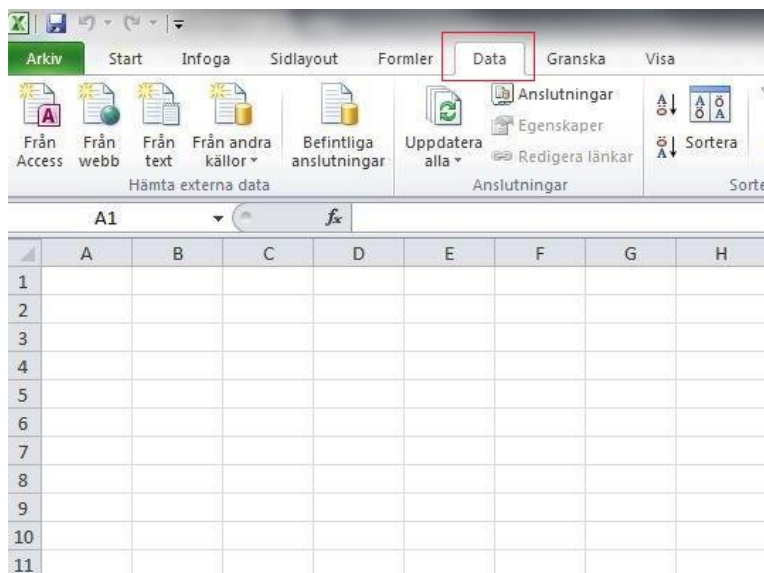 Arkiv Start Infoga Sidlayout Formler Data Granska Visa
Från Access
Från webb
Från text
Från andra källor
Befintliga anslutningar
Hämta externa data
Uppdatera alla
Anslutningar
Egenskaper
Redigera länkar
Anslutningar
A Ö
Ö A
A Ö
Ö A
Sortera
Sorte
A1 fx
A B C D E F G H
1
2
3
4
5
6
7
8
9
10
11